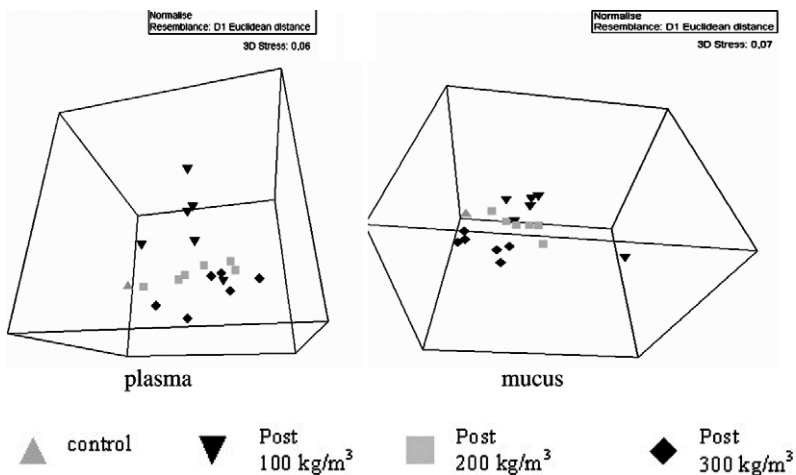 Normalise
Resemblance: D1 Euclidean distance
3D Stress: 0,06
Normalise
Resemblance: D1 Euclidean distance
3D Stress: 0,07
plasma
mucus
control
Post
100 kg/m³
Post
200 kg/m³
Post
300 kg/m³